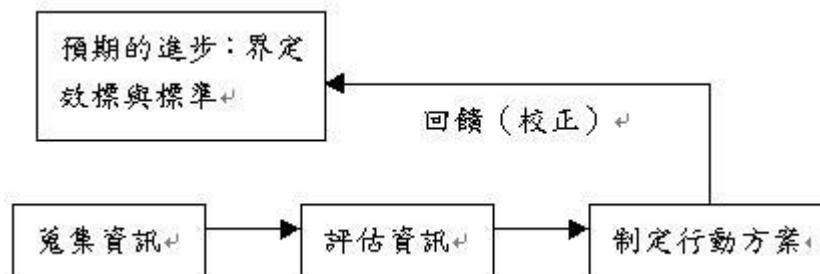 預期的進步：界定
效標與標準
回饋（校正）
蒐集資訊
評估資訊
制定行動方案